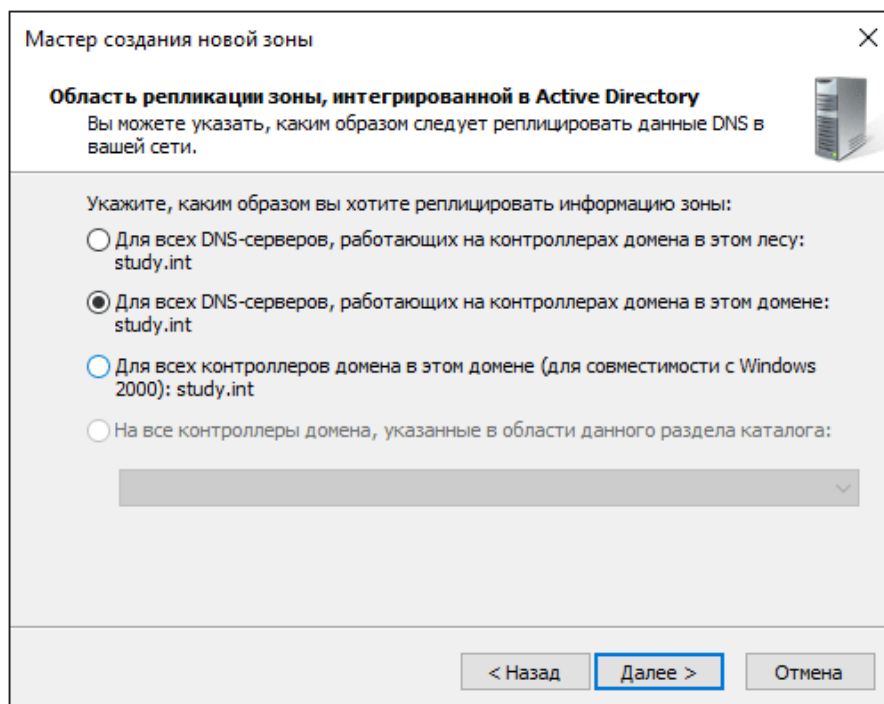 Мастер создания новой зоны
Область репликации зоны, интегрированной в Active Directory
Вы можете указать, каким образом следует реплицировать данные DNS в
вашей сети.
Укажите, каким образом вы хотите реплицировать информацию зоны:
Для всех DNS-серверов, работающих на контроллерах домена в этом лесу:
study.int
Для всех DNS-серверов, работающих на контроллерах домена в этом домене:
study.int
Для всех контроллеров домена в этом домене (для совместимости с Windows
2000): study.int
На все контроллеры домена, указанные в области данного раздела каталога:
< Назад
Далее >
Отмена